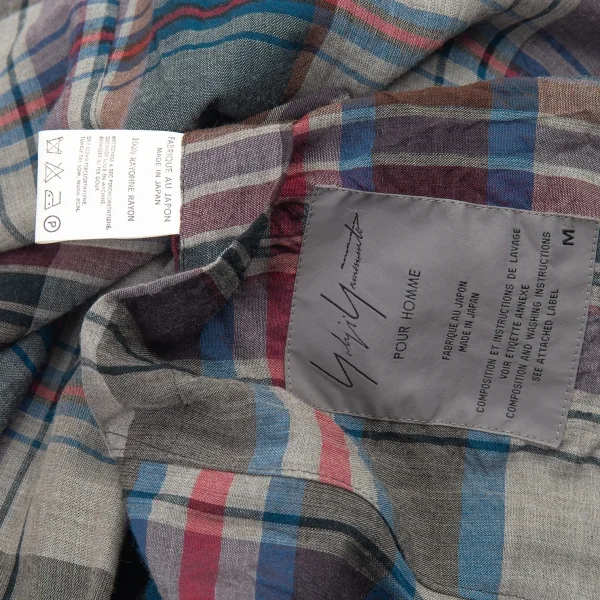 Yohji Yamamoto
POUR HOMME
FABRIQUE AU JAPON
MADE IN JAPAN
COMPOSITION ET INSTRUCTIONS DE LAVAGE
VOIR ETIQUETTE ANNEXE
COMPOSITION AND WASHING INSTRUCTIONS
SEE ATTACHED LABEL
M
FABRIQUE AU JAPON
MADE IN JAPAN
100% RAYONNE RAYON